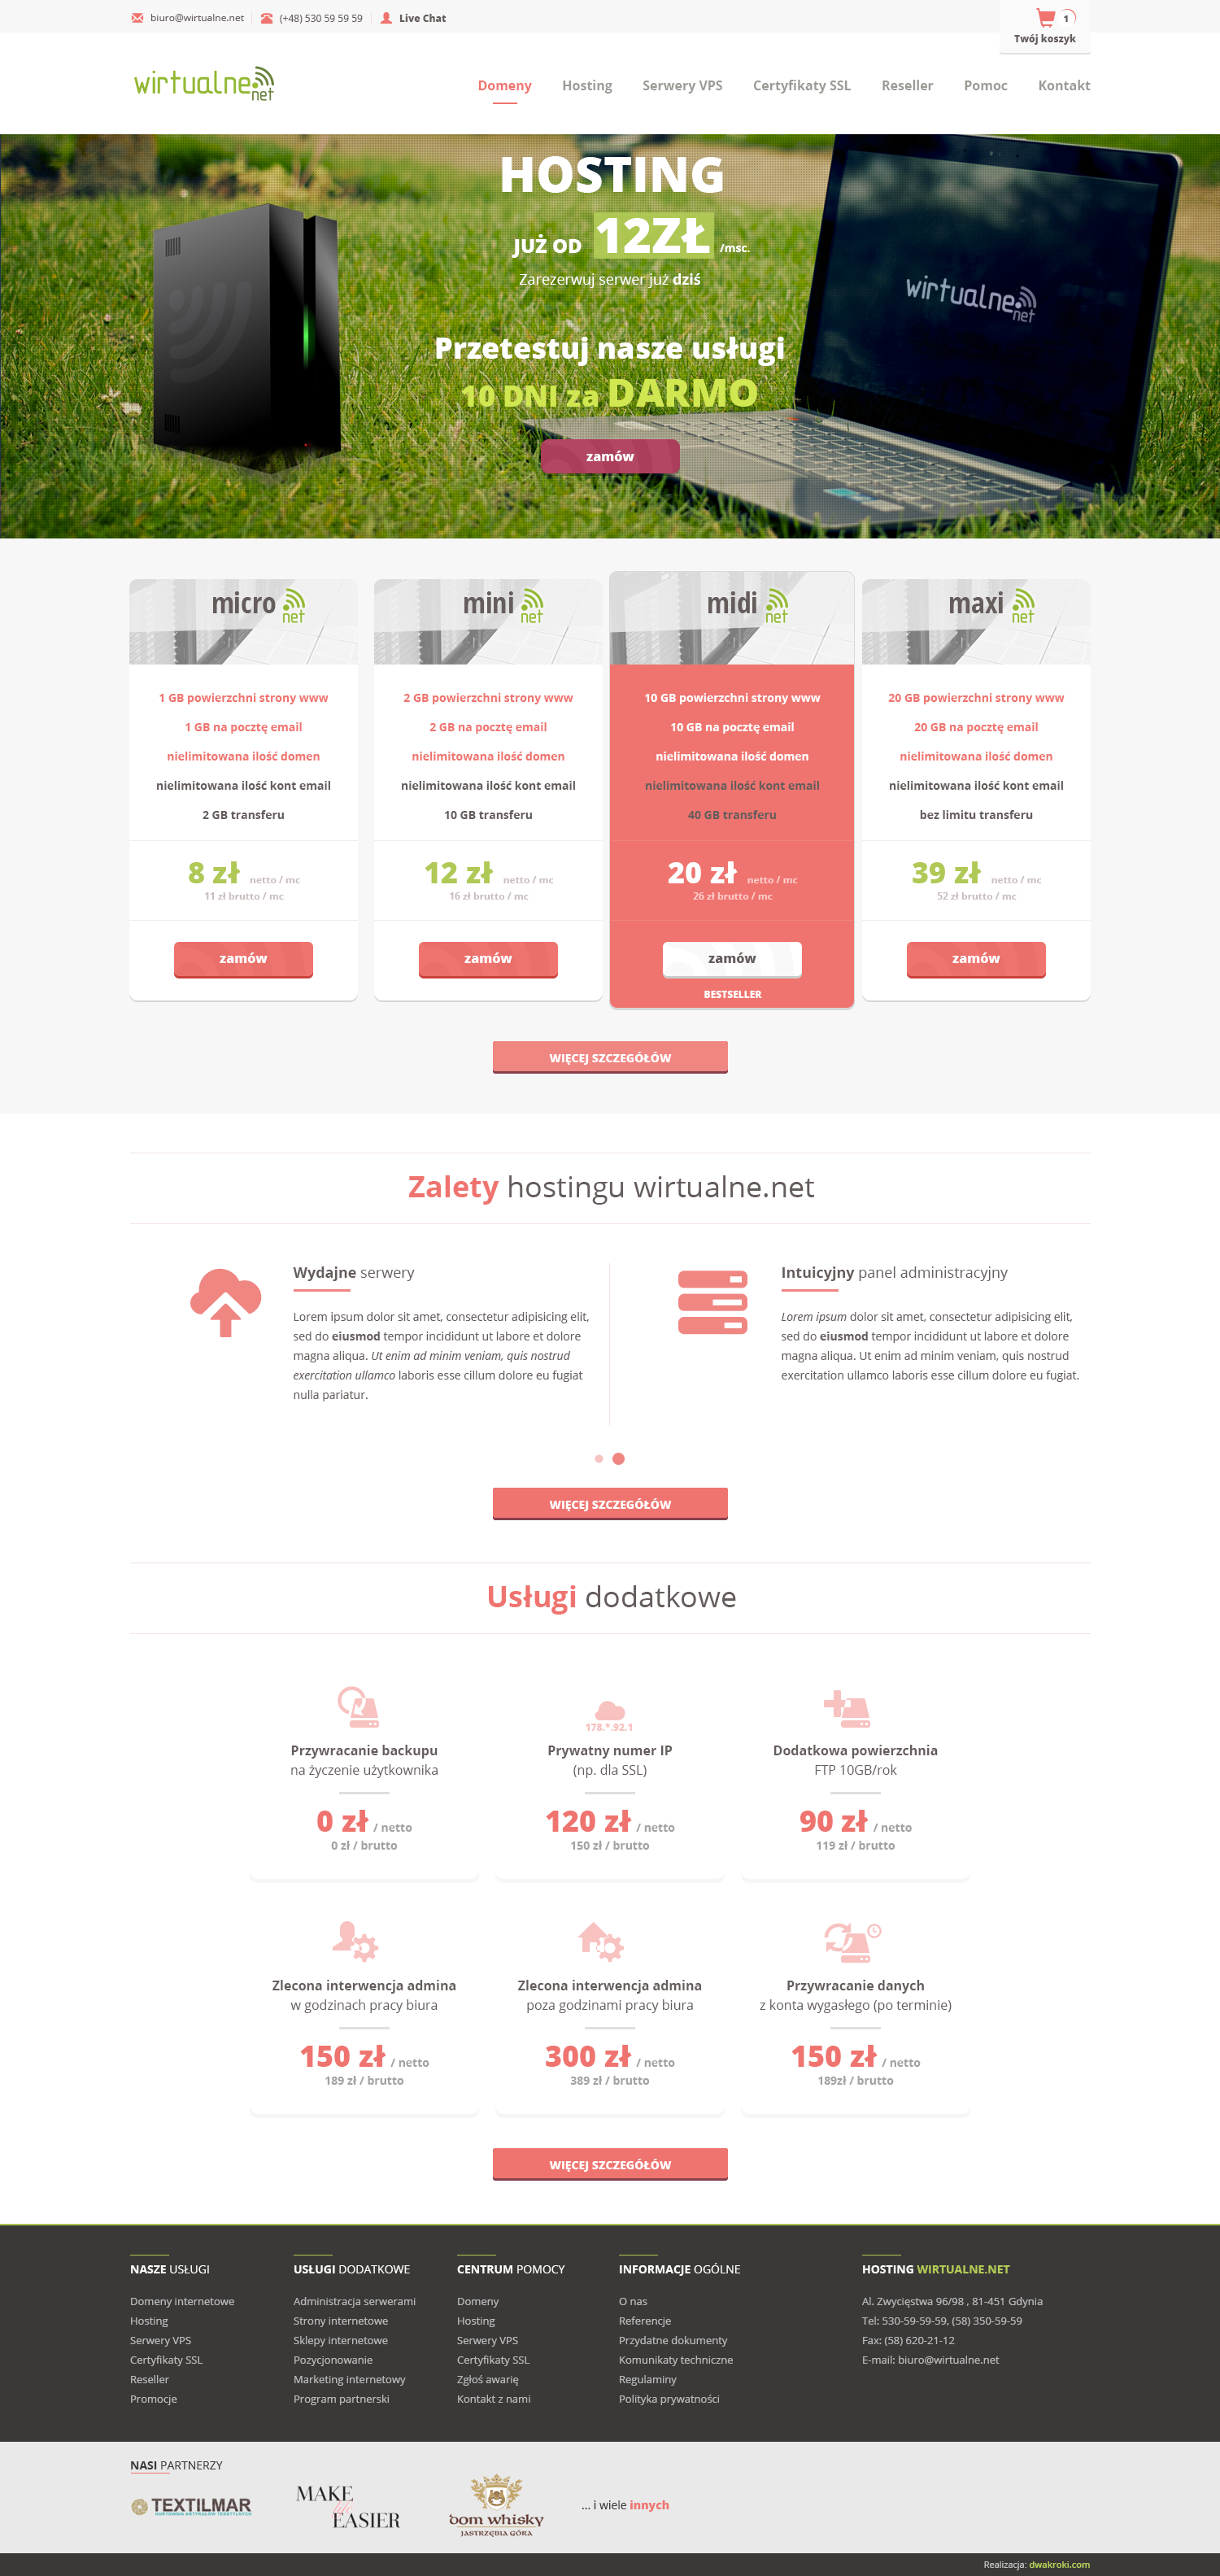 biuro@wirtualne.net (+48) 530 59 59 59 Live Chat
1
Twój koszyk
wirtualne.net
Domeny Hosting Serwery VPS Certyfikaty SSL Reseller Pomoc Kontakt
HOSTING
JUŻ OD 12ZŁ /msc.
Zarezerwuj serwer już dziś
wirtualne.net
Przetestuj nasze usługi
10 DNI za DARMO
zamów
micro net
1 GB powierzchni strony www
1 GB na pocztę email
nielimitowana ilość domen
nielimitowana ilość kont email
2 GB transferu
8 zł netto / mc
11 zł brutto / mc
zamów
mini net
2 GB powierzchni strony www
2 GB na pocztę email
nielimitowana ilość domen
nielimitowana ilość kont email
10 GB transferu
12 zł netto / mc
16 zł brutto / mc
zamów
midi net
10 GB powierzchni strony www
10 GB na pocztę email
nielimitowana ilość domen
nielimitowana ilość kont email
40 GB transferu
20 zł netto / mc
26 zł brutto / mc
zamów
BESTSELLER
maxi net
20 GB powierzchni strony www
20 GB na pocztę email
nielimitowana ilość domen
nielimitowana ilość kont email
bez limitu transferu
39 zł netto / mc
52 zł brutto / mc
zamów
WIĘCEJ SZCZEGÓŁÓW
Zalety hostingu wirtualne.net
Wydajne serwery
Lorem ipsum dolor sit amet, consectetur adipisicing elit,
sed do eiusmod tempor incididunt ut labore et dolore
magna aliqua. Ut enim ad minim veniam, quis nostrud
exercitation ullamco laboris esse cillum dolore eu fugiat
nulla pariatur.
Intuicyjny panel administracyjny
Lorem ipsum dolor sit amet, consectetur adipisicing elit,
sed do eiusmod tempor incididunt ut labore et dolore
magna aliqua. Ut enim ad minim veniam, quis nostrud
exercitation ullamco laboris esse cillum dolore eu fugiat.
WIĘCEJ SZCZEGÓŁÓW
Usługi dodatkowe
Przywracanie backupu
na życzenie użytkownika
0 zł / netto
0 zł / brutto
178.*.92.1
Prywatny numer IP
(np. dla SSL)
120 zł / netto
150 zł / brutto
Dodatkowa powierzchnia
FTP 10GB/rok
90 zł / netto
119 zł / brutto
Zlecona interwencja admina
w godzinach pracy biura
150 zł / netto
189 zł / brutto
Zlecona interwencja admina
poza godzinami pracy biura
300 zł / netto
389 zł / brutto
Przywracanie danych
z konta wygasłego (po terminie)
150 zł / netto
189zł / brutto
WIĘCEJ SZCZEGÓŁÓW
NASZE USŁUGI
Domeny internetowe
Hosting
Serwery VPS
Certyfikaty SSL
Reseller
Promocje
USŁUGI DODATKOWE
Administracja serwerami
Strony internetowe
Sklepy internetowe
Pozycjonowanie
Marketing internetowy
Program partnerski
CENTRUM POMOCY
Domeny
Hosting
Serwery VPS
Certyfikaty SSL
Zgłoś awarię
Kontakt z nami
INFORMACJE OGÓLNE
O nas
Referencje
Przydatne dokumenty
Komunikaty techniczne
Regulaminy
Polityka prywatności
HOSTING WIRTUALNE.NET
Al. Zwycięstwa 96/98 , 81-451 Gdynia
Tel: 530-59-59-59, (58) 350-59-59
Fax: (58) 620-21-12
E-mail: biuro@wirtualne.net
NASI PARTNERZY
TEXTILMAR
HURTOWNIA ARTYKUŁÓW TEKSTYLNYCH
MAKE
life
EASIER
dom whisky
JASTRZĘBIA GÓRA
... i wiele innych
Realizacja: dwakroki.com